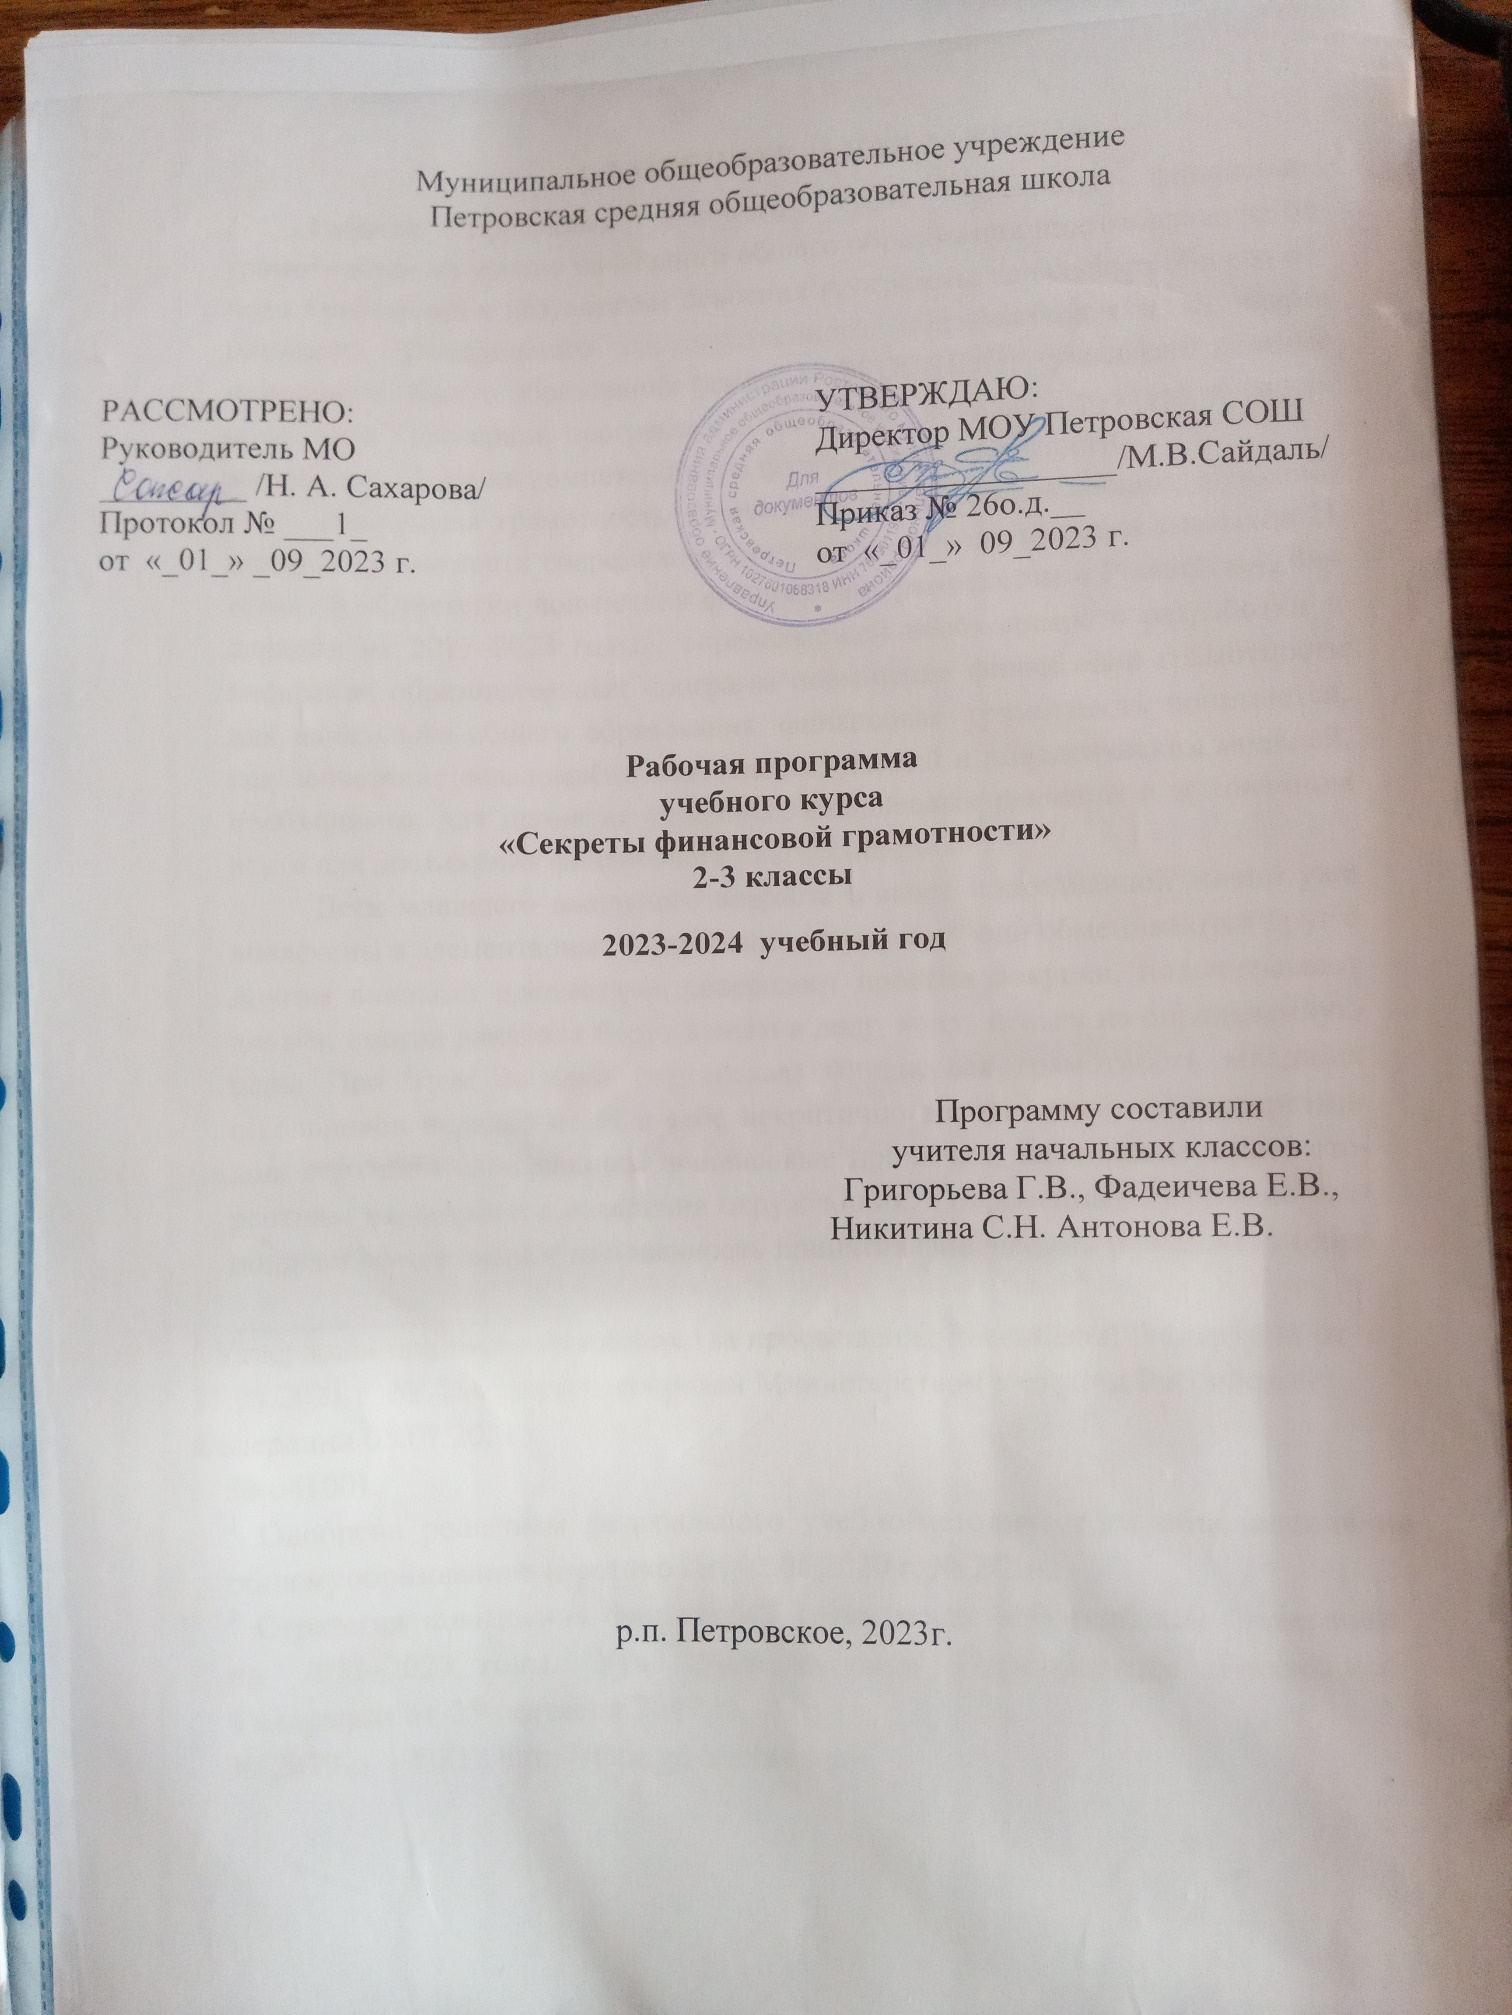 Муниципальное общеобразовательное учреждение
Петровская средняя общеобразовательная школа
РАССМОТРЕНО:
Руководитель МО
/Н. А. Сахарова/
Протокол № ___1_
от «_01_» _09_2023 г.
УТВЕРЖДАЮ:
Директор МОУ Петровская СОШ
/М.В.Сайдаль/
Приказ № 26о.д.__
от «_01_» 09_2023 г.
Для
документов
Рабочая программа
учебного курса
«Секреты финансовой грамотности»
2-3 классы
2023-2024 учебный год
Программу составили
учителя начальных классов:
Григорьева Г.В., Фадеичева Е.В.,
Никитина С.Н. Антонова Е.В.
р.п. Петровское, 2023г.